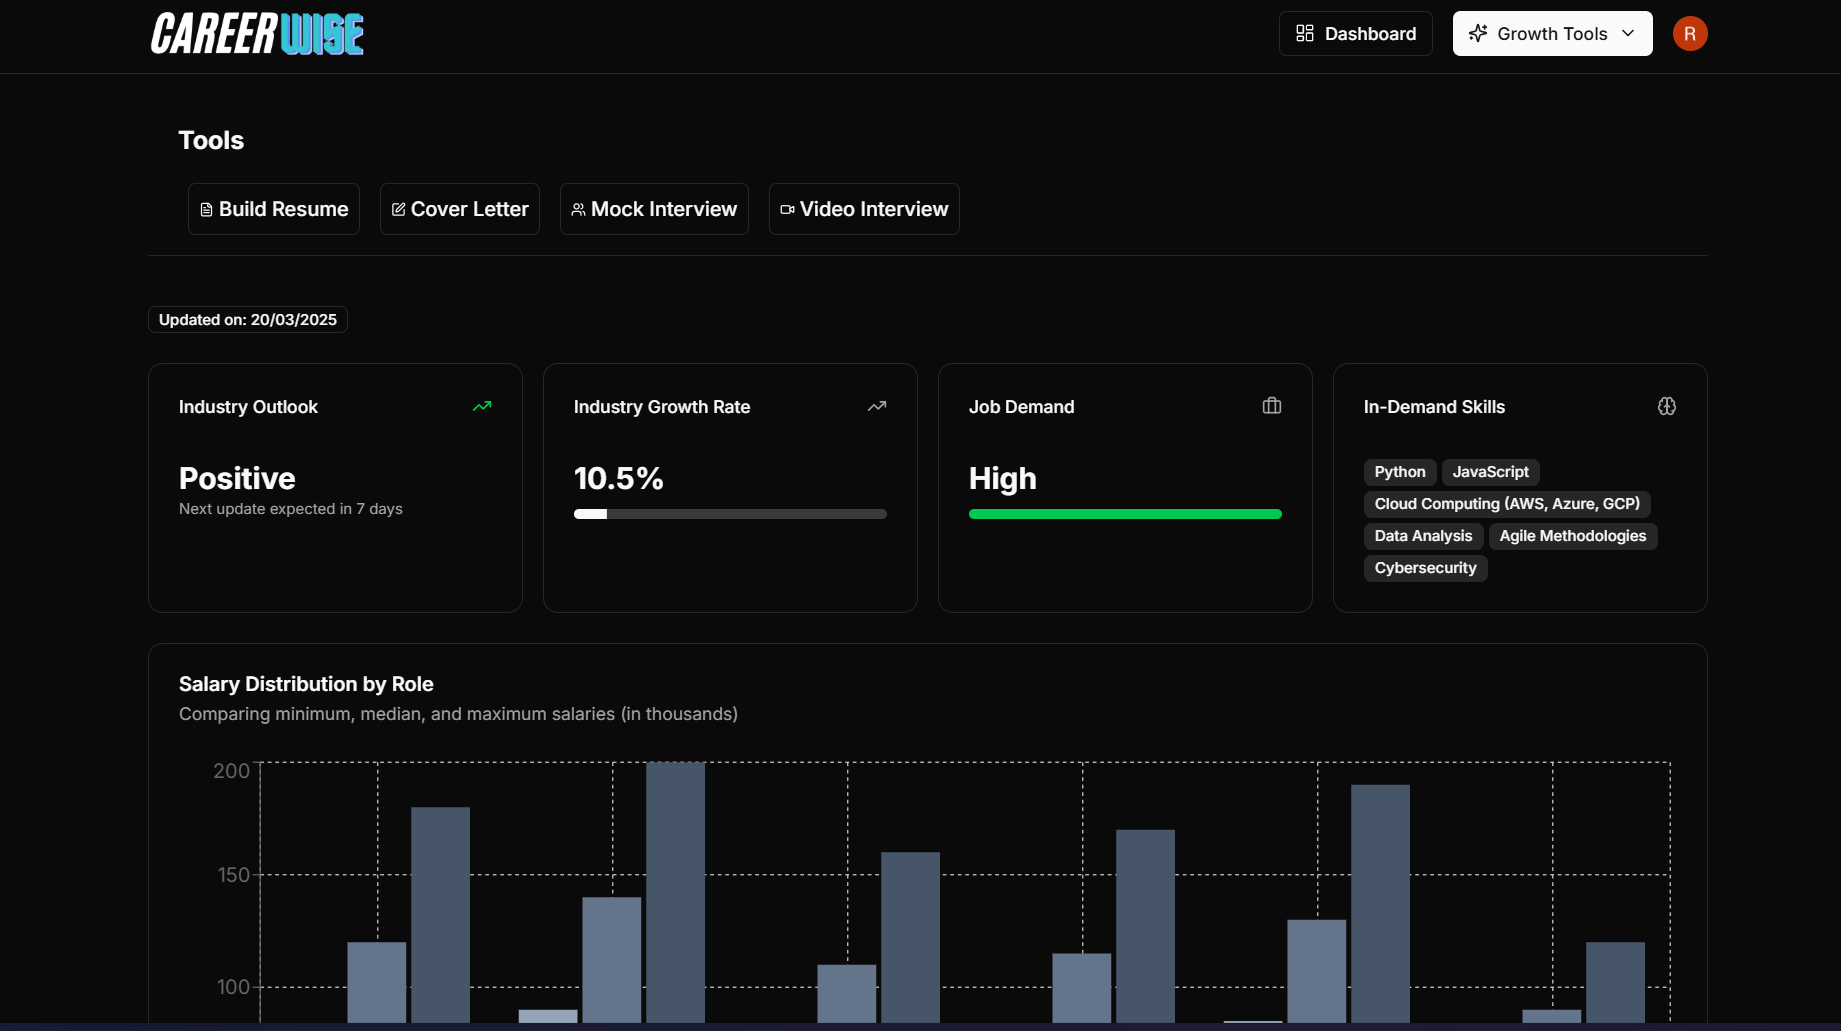 CAREERWISE
Dashboard
Growth Tools
R
Tools
Build Resume
Cover Letter
Mock Interview
Video Interview
Updated on: 20/03/2025
Industry Outlook
Positive
Next update expected in 7 days
Industry Growth Rate
10.5%
Job Demand
High
In-Demand Skills
Python JavaScript
Cloud Computing (AWS, Azure, GCP)
Data Analysis Agile Methodologies
Cybersecurity
Salary Distribution by Role
Comparing minimum, median, and maximum salaries (in thousands)
200
150
100